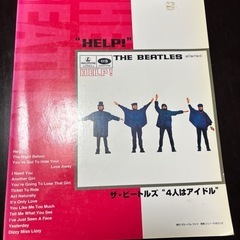 "HELP!"
THE BEATLES
HELP!
Help!
The Night Before
You've Got To Hide Your
Love Away
I Need You
Another Girl
You're Going To Lose That Girl
Ticket To Ride
Act Naturally
It's Only Love
You Like Me Too Much
Tell Me What You See
I've Just Seen A Face
Yesterday
Dizzy Miss Lizzy
ザ・ビートルズ "4人はアイドル"